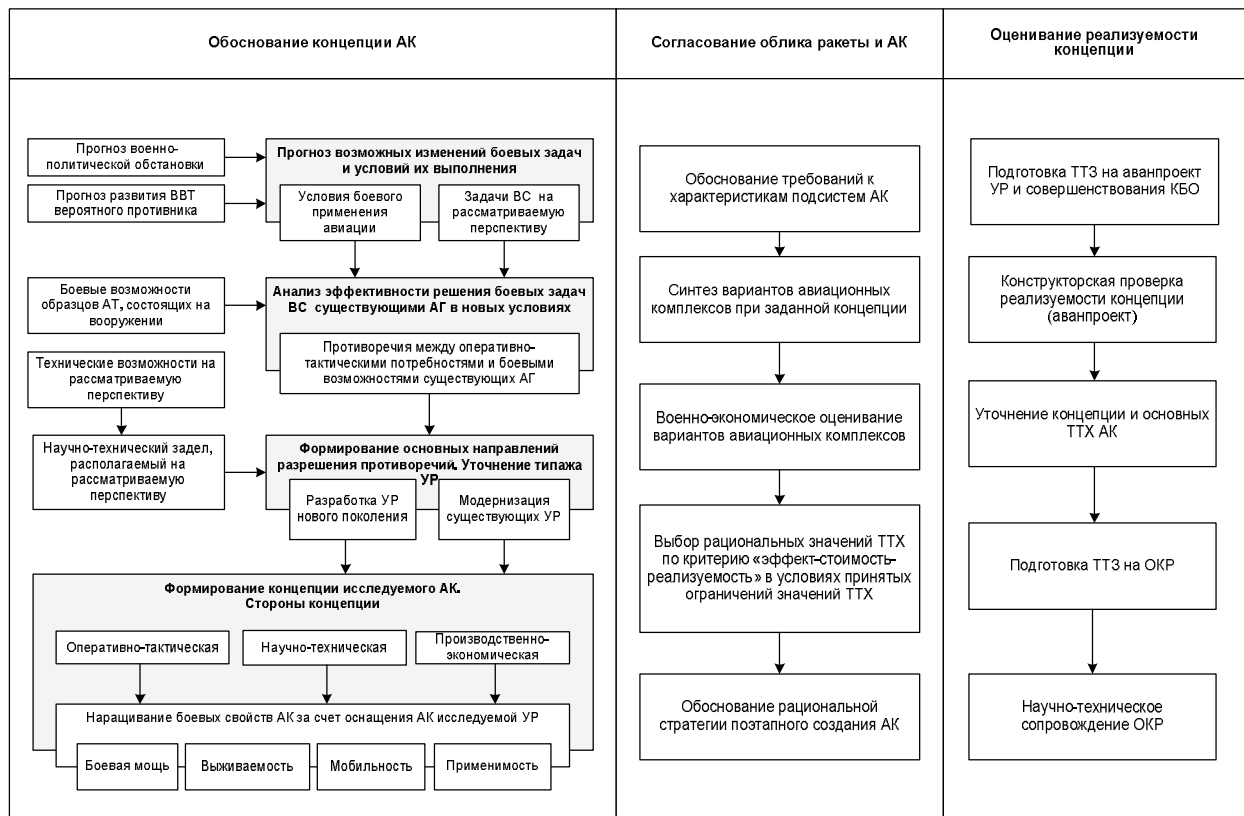 Обоснование концепции АК
Согласование облика ракеты и АК
Оценивание реализуемости
концепции
Прогноз военно-
политической обстановки
Прогноз развития ВВТ
вероятного противника
Прогноз возможных изменений боевых задач
и условий их выполнения
Условия боевого
применения
авиации
Задачи ВС на
рассматриваемую
перспективу
Боевые возможности
образцов АТ, состоящих на
вооружении
Анализ эффективности решения боевых задач
ВС существующими АГ в новых условиях
Противоречия между оперативно-
тактическими потребностями и боевыми
возможностями существующих АГ
Технические возможности на
рассматриваемую
перспективу
Научно-технический задел,
располагаемый на
рассматриваемую
перспективу
Формирование основных направлений
разрешения противоречий. Уточнение типажа
УР
Разработка УР
нового поколения
Модернизация
существующих УР
Формирование концепции исследуемого АК.
Стороны концепции
Оперативно-тактическая
Научно-техническая
Производственно-
экономическая
Наращивание боевых свойств АК за счет оснащения АК исследуемой УР
Боевая мощь
Выживаемость
Мобильность
Применимость
Обоснование требований к
характеристикам подсистем АК
Синтез вариантов авиационных
комплексов при заданной концепции
Военно-экономическое оценивание
вариантов авиационных комплексов
Выбор рациональных значений ТТХ
по критерию «эффект-стоимость-
реализуемость» в условиях принятых
ограничений значений ТТХ
Обоснование рациональной
стратегии поэтапного создания АК
Подготовка ТТЗ на аванпроект
УР и совершенствования КБО
Конструкторская проверка
реализуемости концепции
(аванпроект)
Уточнение концепции и основных
ТТХ АК
Подготовка ТТЗ на ОКР
Научно-техническое
сопровождение ОКР